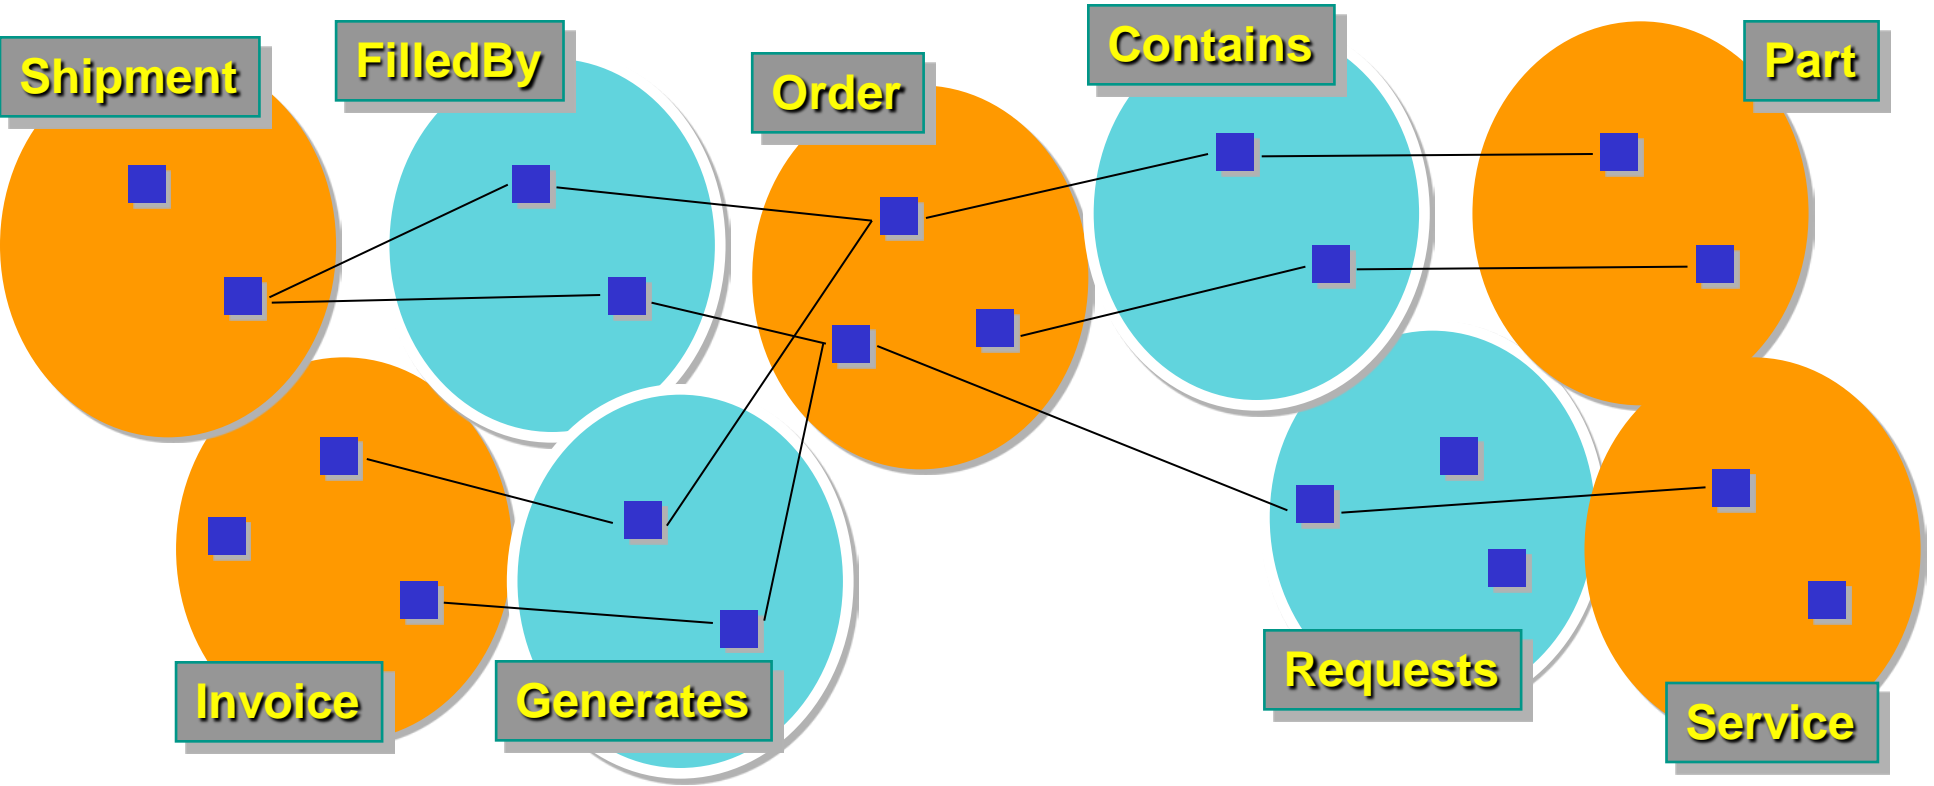 Shipment
FilledBy
Order
Contains
Part
Invoice
Generates
Requests
Service